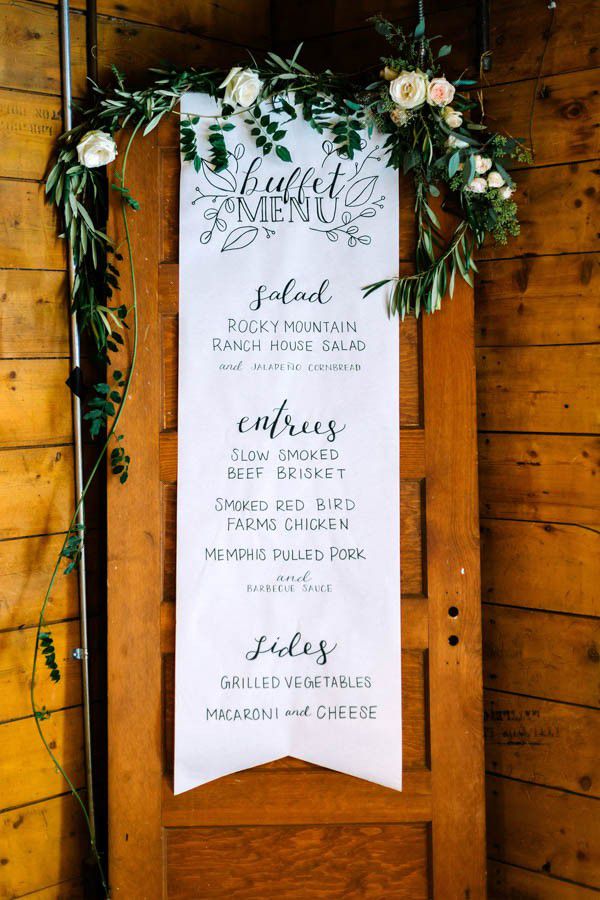 buffet
MENU
salad
ROCKY MOUNTAIN
RANCH HOUSE SALAD
and JALAPEÑO CORNBREAD
entrees
SLOW SMOKED
BEEF BRISKET
SMOKED RED BIRD
FARMS CHICKEN
MEMPHIS PULLED PORK
and
BARBECUE SAUCE
sides
GRILLED VEGETABLES
MACARONI and CHEESE